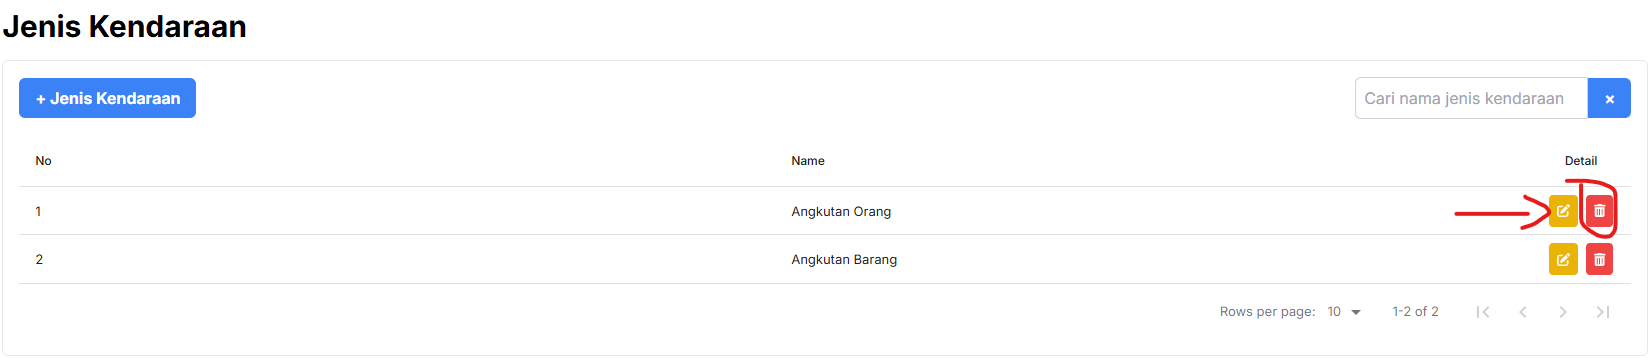 Jenis Kendaraan
+ Jenis Kendaraan
Cari nama jenis kendaraan ×
No Name Detail
1 Angkutan Orang
2 Angkutan Barang
Rows per page: 10 1-2 of 2